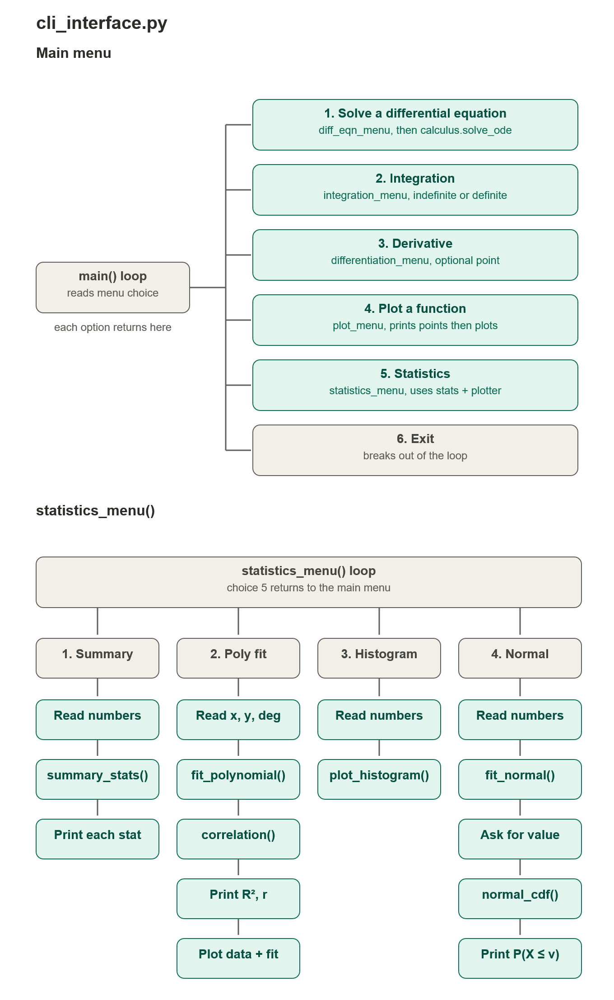 cli_interface.py
Main menu
1. Solve a differential equation
diff_eqn_menu, then calculus.solve_ode
2. Integration
integration_menu, indefinite or definite
3. Derivative
differentiation_menu, optional point
main() loop
reads menu choice
each option returns here
4. Plot a function
plot_menu, prints points then plots
5. Statistics
statistics_menu, uses stats + plotter
6. Exit
breaks out of the loop
statistics_menu()
statistics_menu() loop
choice 5 returns to the main menu
1. Summary
Read numbers
summary_stats()
Print each stat
2. Poly fit
Read x, y, deg
fit_polynomial()
correlation()
Print R², r
Plot data + fit
3. Histogram
Read numbers
plot_histogram()
4. Normal
Read numbers
fit_normal()
Ask for value
normal_cdf()
Print P(X ≤ v)